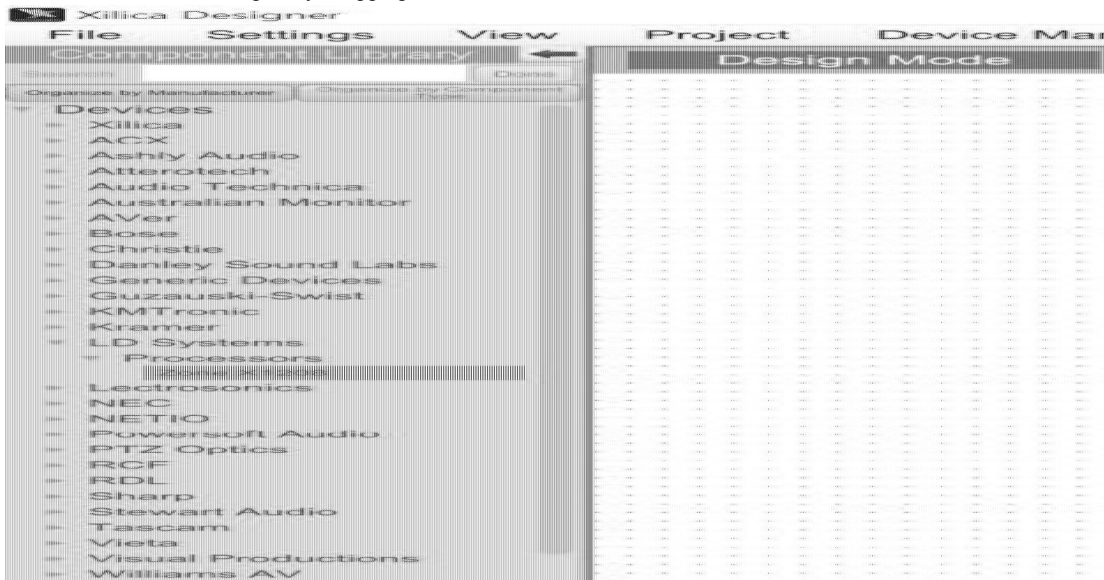 Xilica Designer
File Settings View Project Device Mar
Component Library
Design Mode
Search Done
Organize by Manufacturer Organize by Component Type
Devices
Xilica
ACX
Ashly Audio
Atterotech
Audio Technica
Australian Monitor
AVer
Bose
Christie
Danley Sound Labs
Generic Devices
Guzauski-Swist
KMTronic
Kramer
LD Systems
Processors
Zone X1208
Lectrosonics
NEC
NETIO
Powersoft Audio
PTZ Optics
RCF
RDL
Sharp
Stewart Audio
Tascam
Vieta
Visual Productions
Williams AV